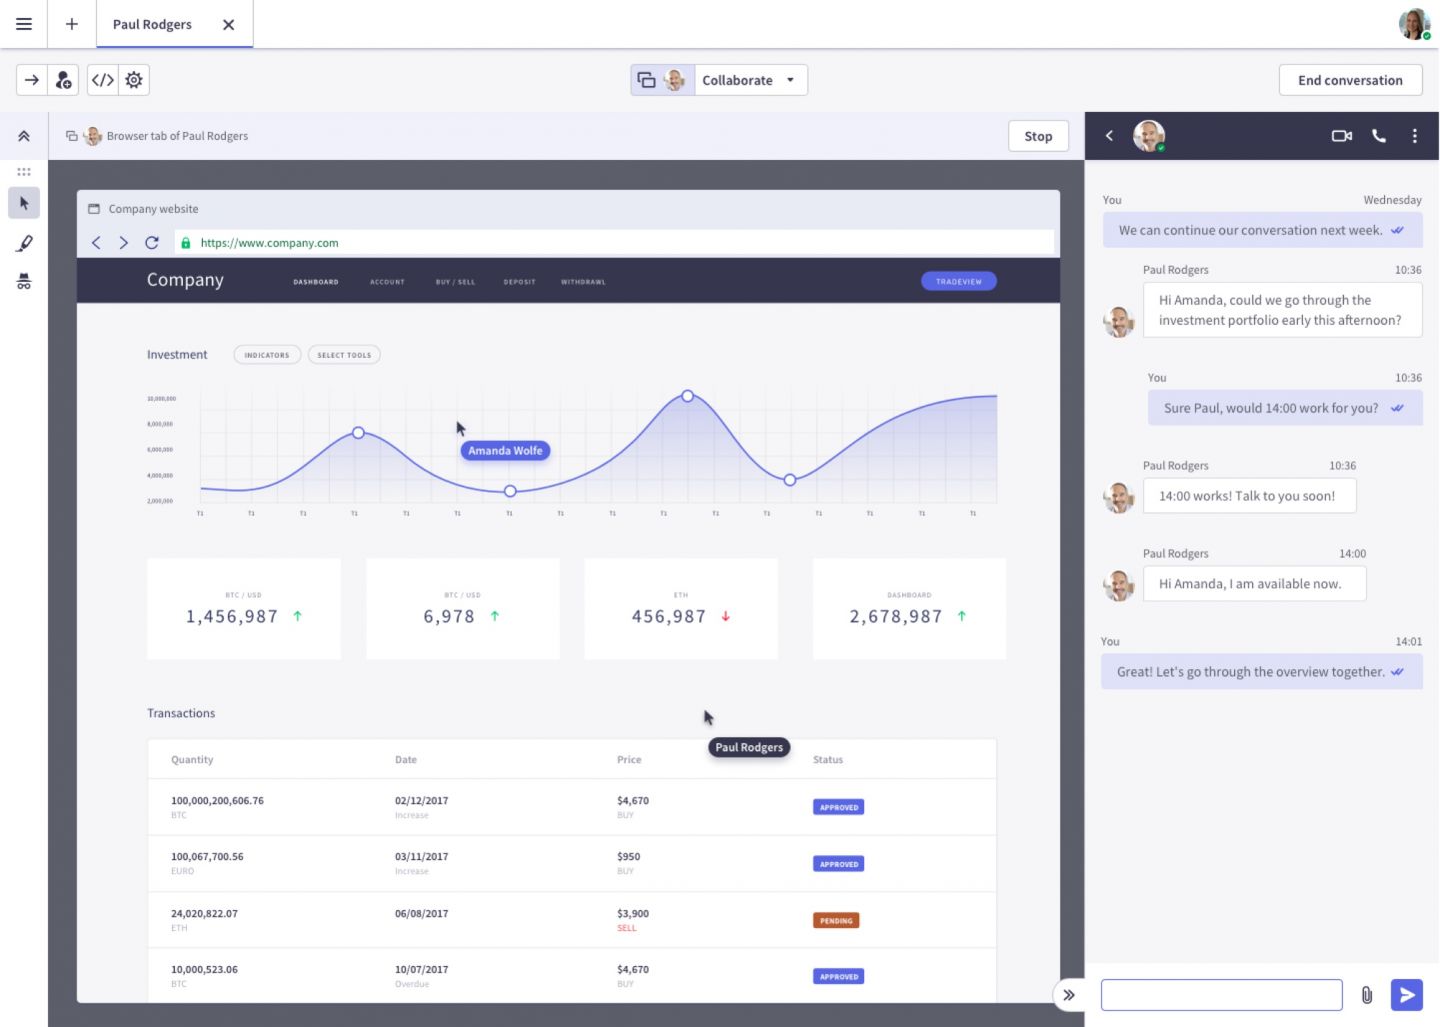 Paul Rodgers
Collaborate
End conversation
Browser tab of Paul Rodgers
Stop
Company website
https://www.company.com
Company
DASHBOARD
ACCOUNT
BUY / SELL
DEPOSIT
WITHDRAWL
TRADEVIEW
Investment
INDICATORS
SELECT TOOLS
10,000,000
8,000,000
6,000,000
4,000,000
2,000,000
T1 T1 T1 T1 T1 T1 T1 T1 T1 T1 T1 T1 T1 T1 T1 T1
Amanda Wolfe
BTC / USD
1,456,987
BTC / USD
6,978
ETH
456,987
DASHBOARD
2,678,987
Transactions
Paul Rodgers
Quantity Date Price Status
100,000,200,606.76 02/12/2017 $4,670 APPROVED
BTC Increase BUY
100,067,700.56 03/11/2017 $950 APPROVED
EURO Increase BUY
24,020,822.07 06/08/2017 $3,900 PENDING
ETH SELL
10,000,523.06 10/07/2017 $4,670 APPROVED
BTC Overdue BUY
You Wednesday
We can continue our conversation next week.
Paul Rodgers 10:36
Hi Amanda, could we go through the
investment portfolio early this afternoon?
You 10:36
Sure Paul, would 14:00 work for you?
Paul Rodgers 10:36
14:00 works! Talk to you soon!
Paul Rodgers 14:00
Hi Amanda, I am available now.
You 14:01
Great! Let's go through the overview together.